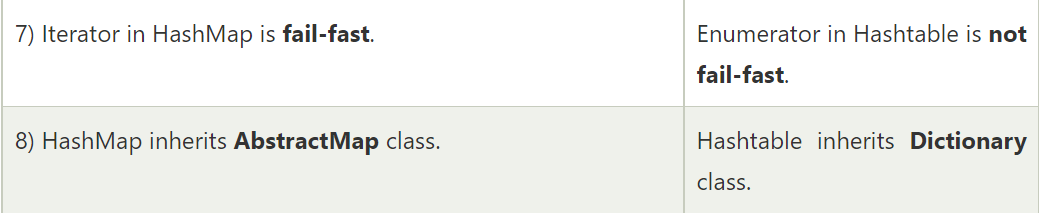 7) Iterator in HashMap is fail-fast.
Enumerator in Hashtable is not
fail-fast.
8) HashMap inherits AbstractMap class.
Hashtable inherits Dictionary
class.